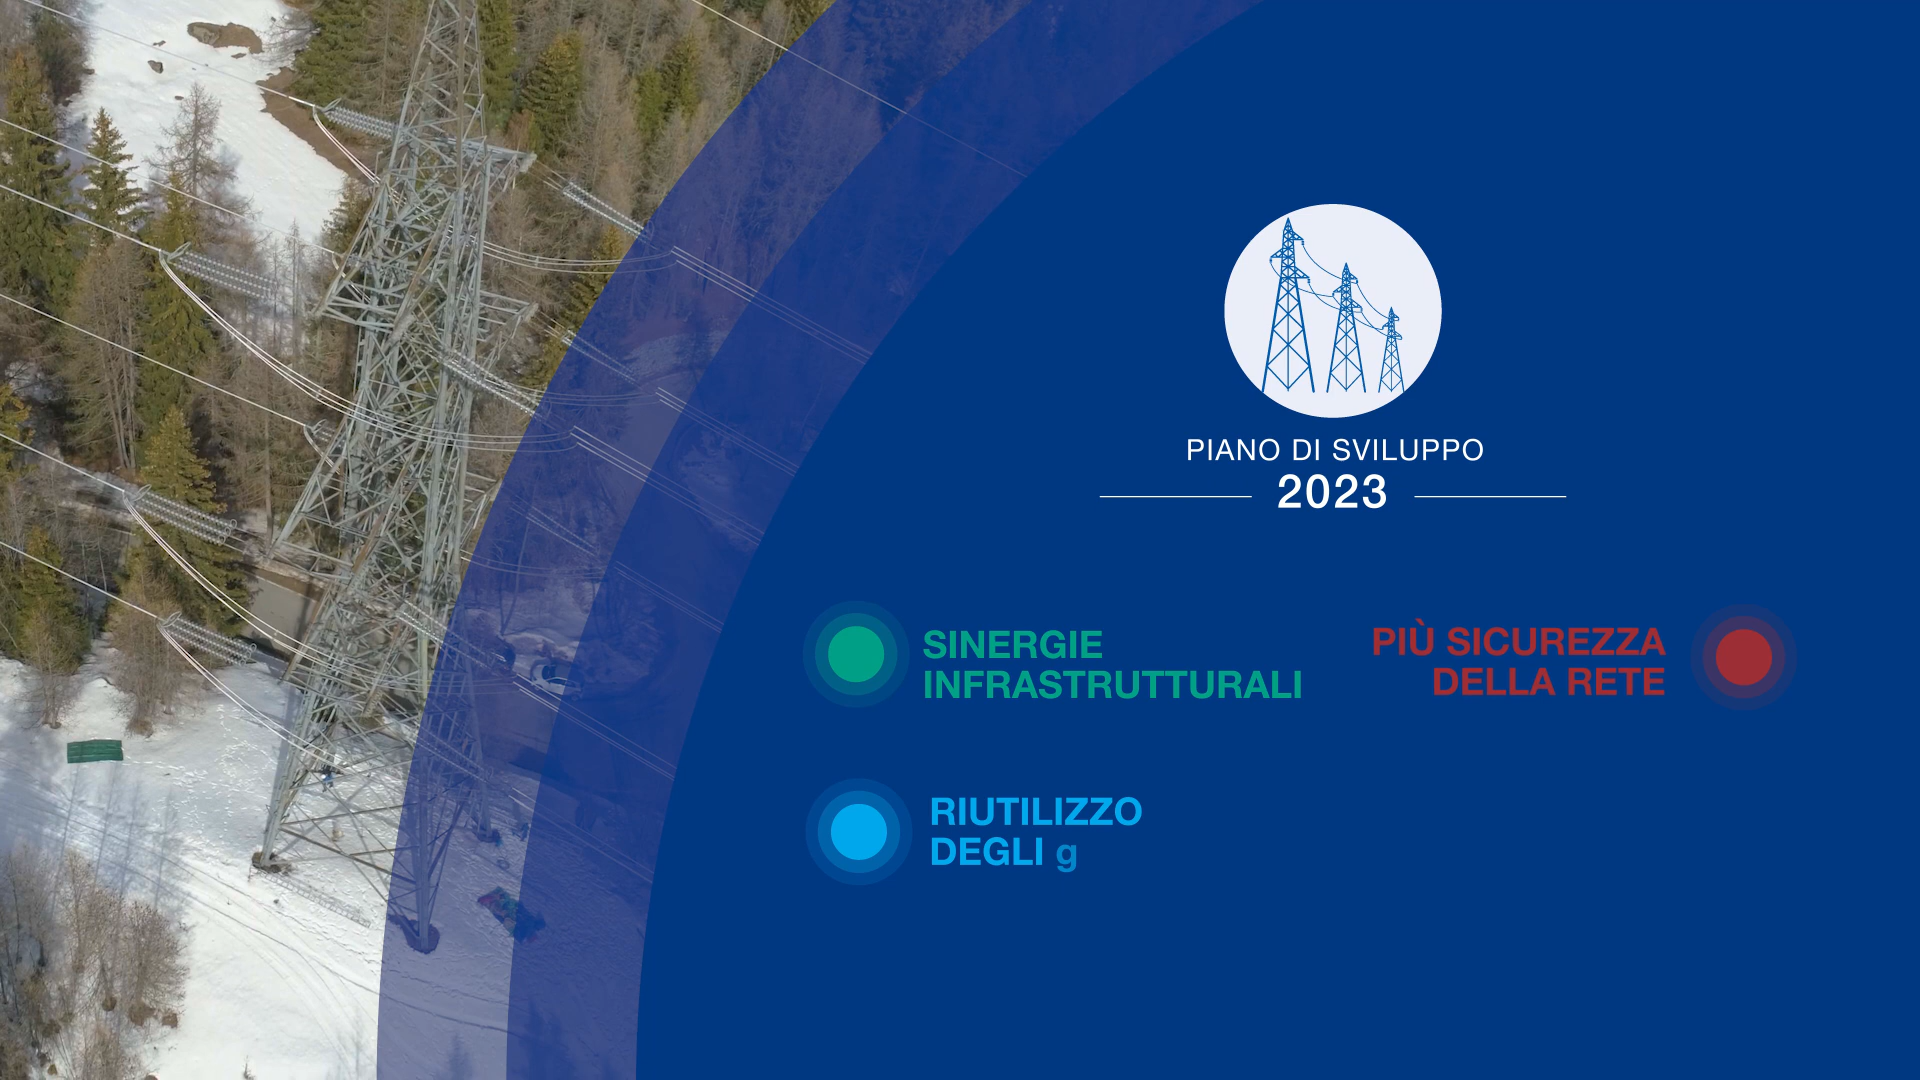 PIANO DI SVILUPPO
2023
SINERGIE
INFRASTRUTTURALI
PIÙ SICUREZZA
DELLA RETE
RIUTILIZZO
DEGLI g